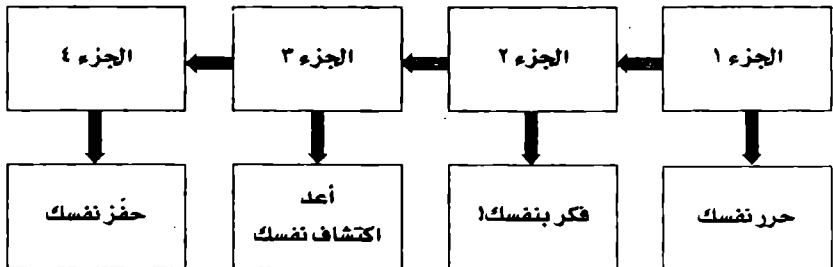 الجزء ١
الجزء ٢
الجزء ٣
الجزء ٤
حرر نفسك
فكر بنفسك!
أعد
اكتشاف نفسك
حفّز نفسك